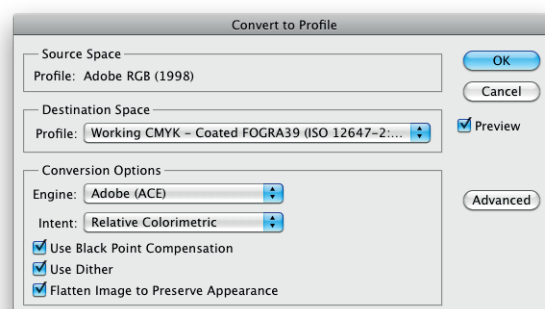 Convert to Profile
Source Space
Profile: Adobe RGB (1998)
OK
Cancel
Destination Space
Profile: Working CMYK – Coated FOGRA39 (ISO 12647-2:...
Preview
Conversion Options
Engine: Adobe (ACE)
Advanced
Intent: Relative Colorimetric
Use Black Point Compensation
Use Dither
Flatten Image to Preserve Appearance